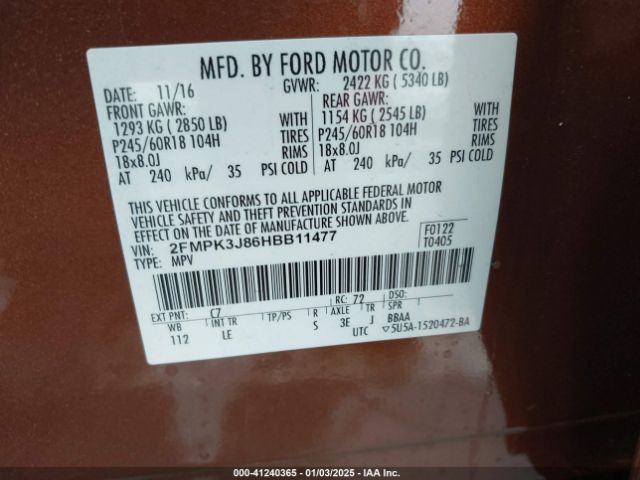 MFD. BY FORD MOTOR CO.
DATE: 11/16 GVWR: 2422 KG ( 5340 LB)
FRONT GAWR: REAR GAWR:
1293 KG ( 2850 LB) WITH 1154 KG ( 2545 LB) WITH
P245/60R18 104H TIRES P245/60R18 104H TIRES
18x8.0J RIMS 18x8.0J RIMS
AT 240 kPa/ 35 PSI COLD AT 240 kPa/ 35 PSI COLD
THIS VEHICLE CONFORMS TO ALL APPLICABLE FEDERAL MOTOR
VEHICLE SAFETY AND THEFT PREVENTION STANDARDS IN
EFFECT ON THE DATE OF MANUFACTURE SHOWN ABOVE.
VIN: 2FMPK3J86HBB11477 F0122
TYPE: MPV T0405
EXT PNT: C7 RC: 72 DSO:
WB INT TR TP/PS R AXLE TR SPR
112 LE S 3E J BBAA
UTC ▽5U5A-1520472-BA
000-41240365 - 01/03/2025 - IAA Inc.